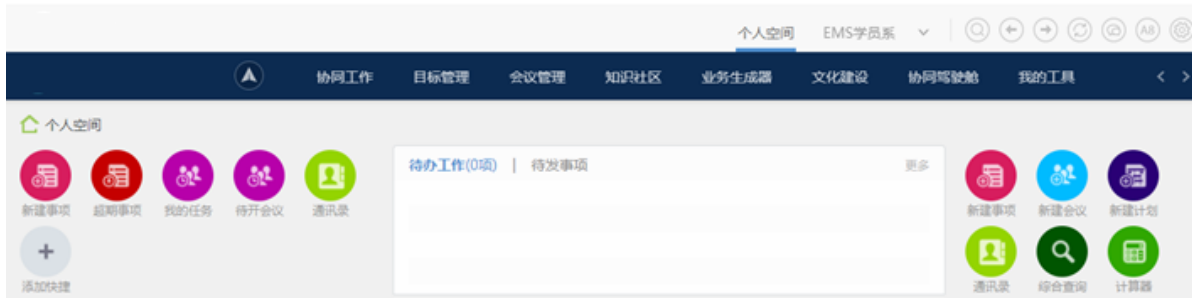 个人空间 EMS学员系 A8
协同工作 目标管理 会议管理 知识社区 业务生成器 文化建设 协同驾驶舱 我的工具
个人空间
待办工作(0项) | 待发事项 更多
新建事项 超期事项 我的任务 待开会议 通讯录
新建事项 新建会议 新建计划
添加快捷
通讯录 综合查询 计算器